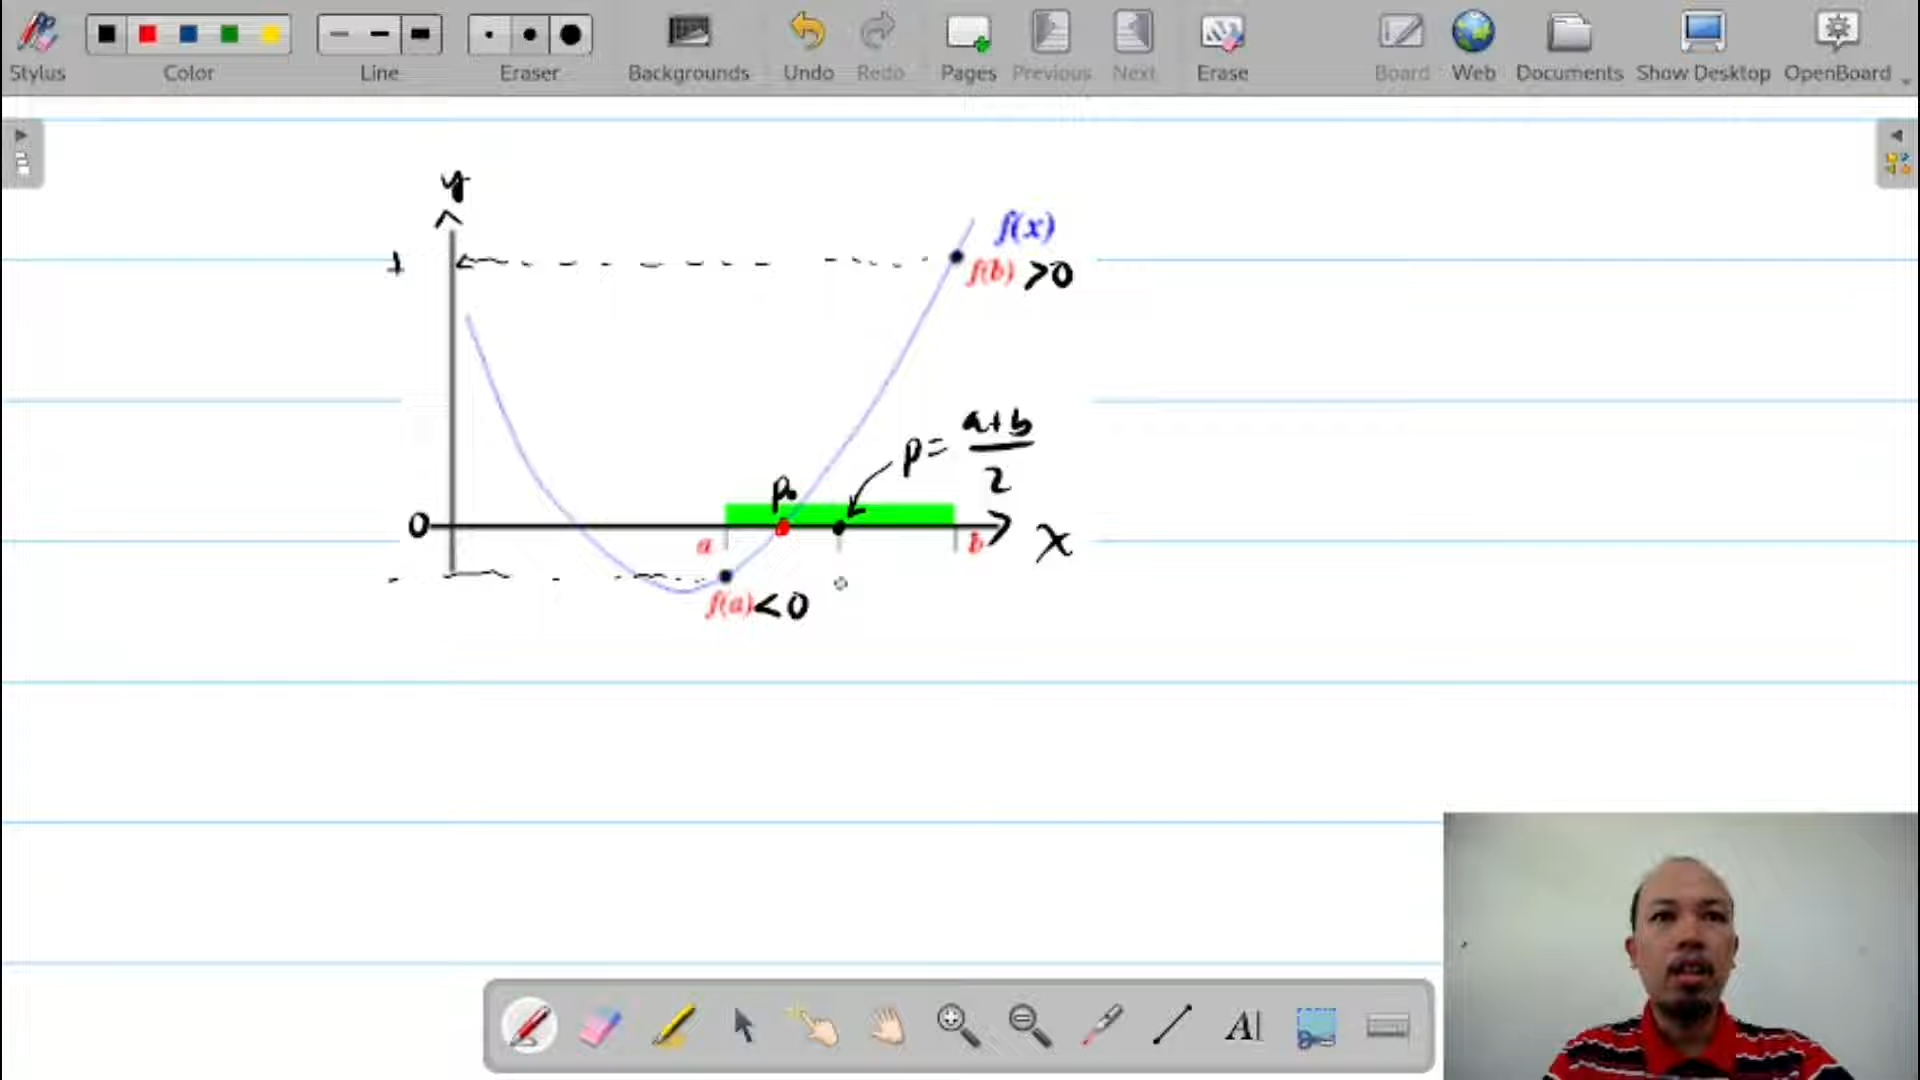 Stylus Color Line Eraser Backgrounds Undo Redo Pages Previous Next Erase Board Web Documents Show Desktop OpenBoard
y
f(x)
+
f(b) >0
p= a+b
2
p₀
0
a
b
x
f(a) <0
A